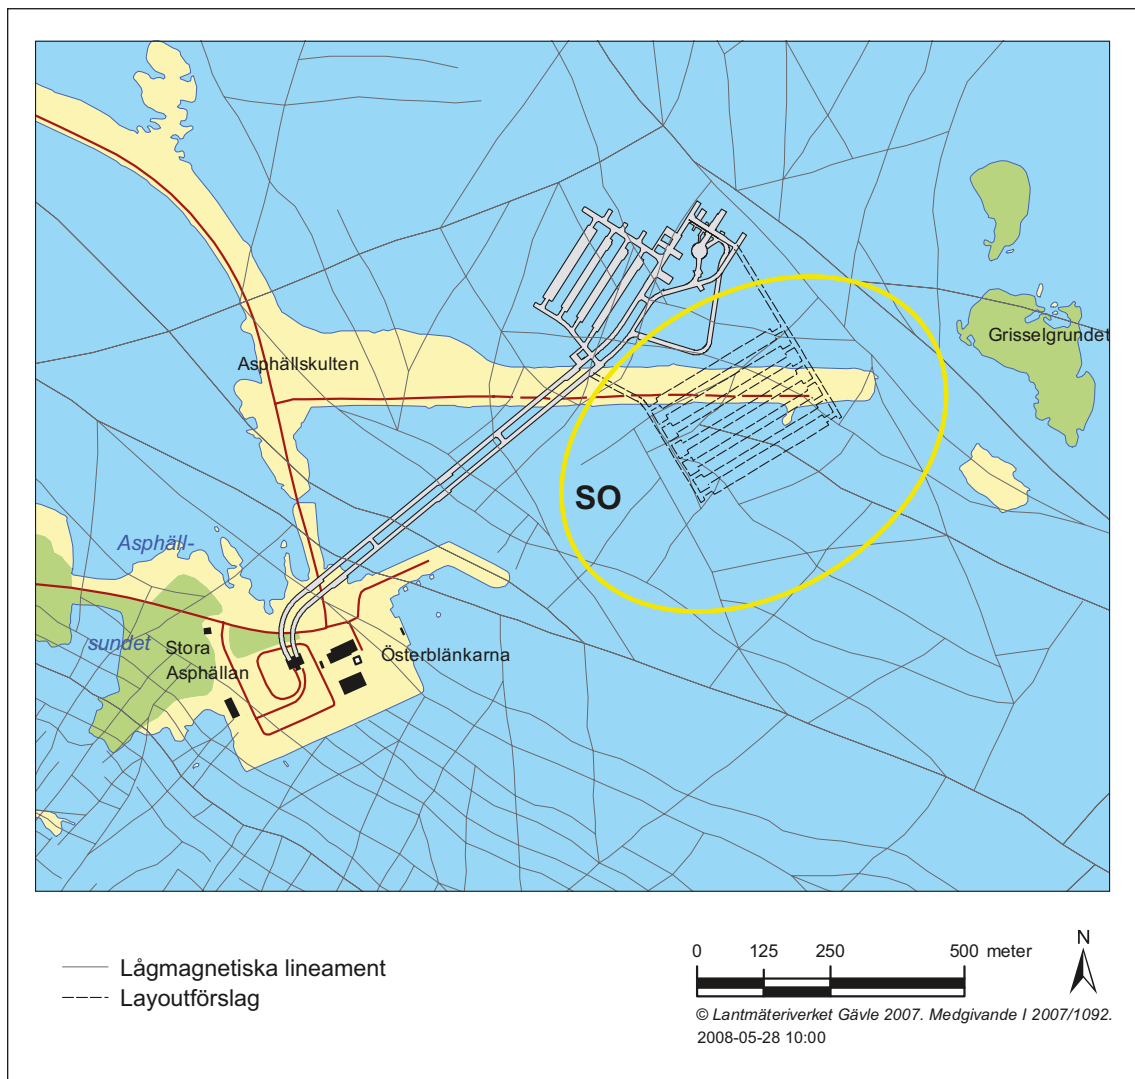 Grisselgrundet
Asphällskulten
SO
Asphäll-
sundet
Stora
Asphällan
Österblänkarna
Lågmagnetiska lineament
Layoutförslag
0 125 250 500 meter
N
© Lantmäteriverket Gävle 2007. Medgivande I 2007/1092.
2008-05-28 10:00